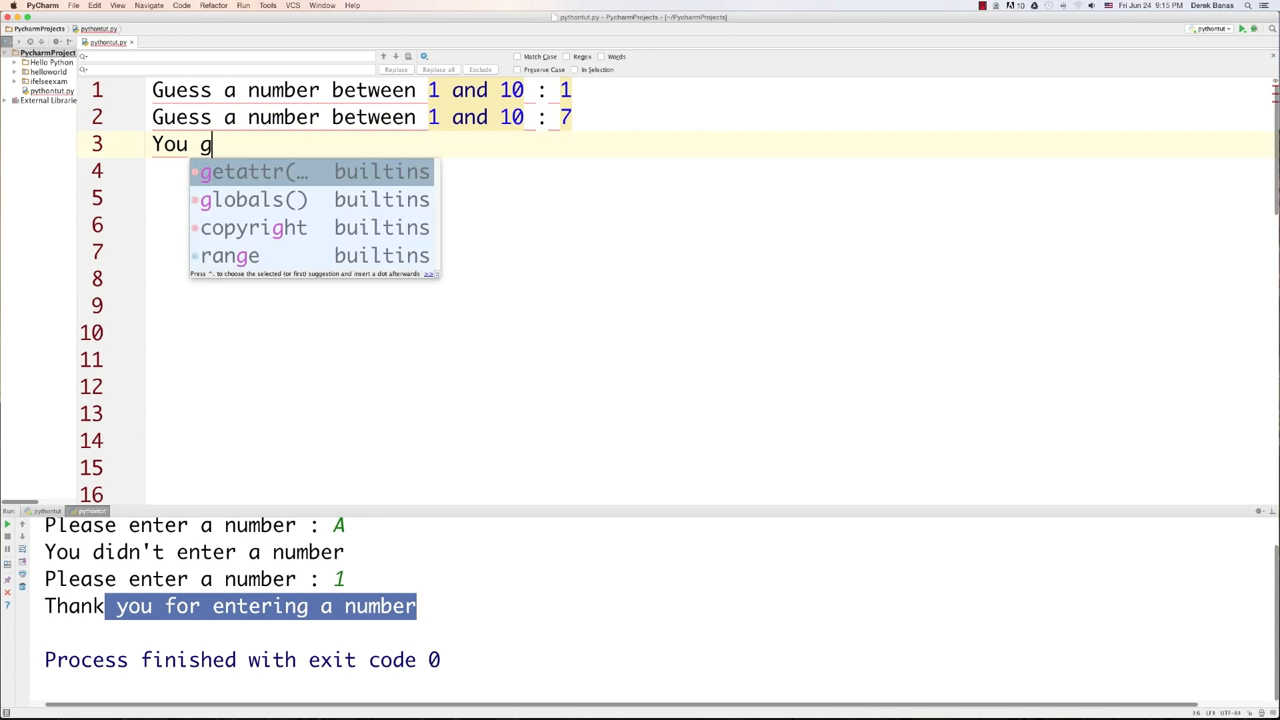 PyCharm File Edit View Navigate Code Refactor Run Tools VCS Window Help Fri Jun 24 9:15 PM Derek Banas
pythontut.py - PycharmProjects - [~/PycharmProjects]
PycharmProjects pythontut.py pythontut
pythontut.py
PycharmProject
Hello Python
helloworld
ifelseexam
pythontut.py
External Librarie
Match Case Regex Words
Replace Replace all Exclude Preserve Case In Selection
1 Guess a number between 1 and 10 : 1
2 Guess a number between 1 and 10 : 7
3 You g
4
5
6
7
8
9
10
11
12
13
14
15
16
getattr(… builtins
globals() builtins
copyright builtins
range builtins
Press ^. to choose the selected (or first) suggestion and insert a dot afterwards >>
Run: pythontut pythontut
Please enter a number : A
You didn't enter a number
Please enter a number : 1
Thank you for entering a number
Process finished with exit code 0
3:6 LF÷ UTF-8÷